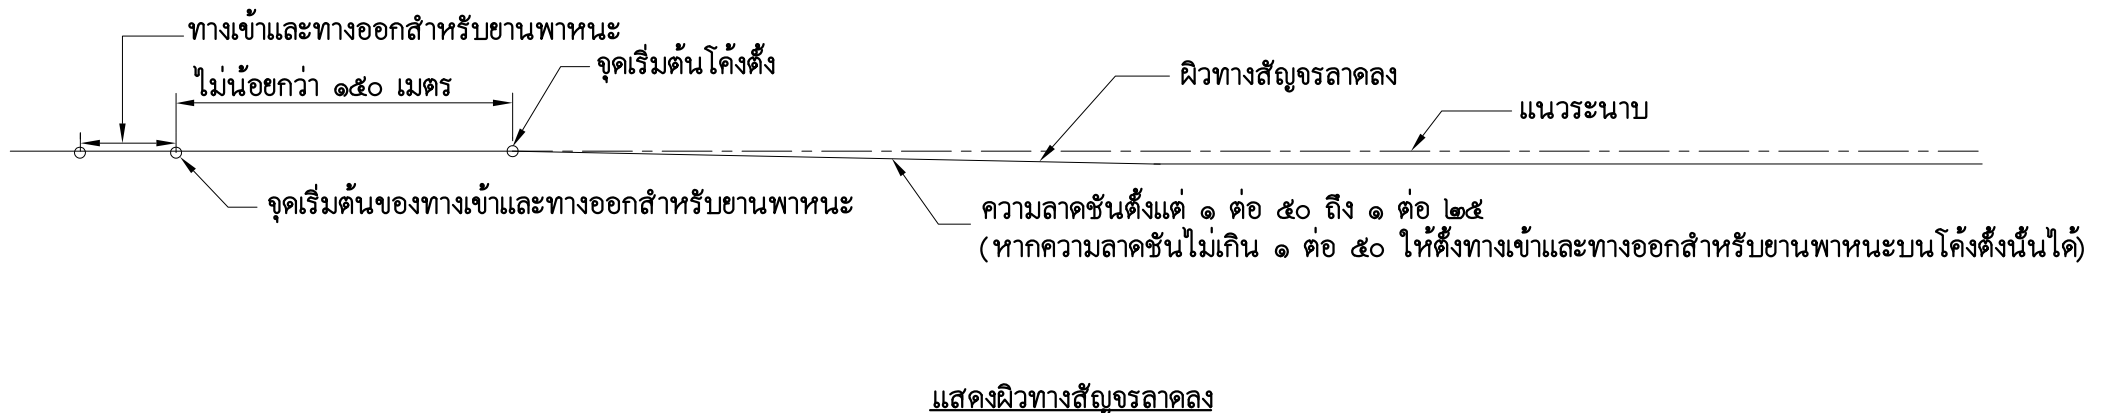 ทางเข้าและทางออกสำหรับยานพาหนะ
จุดเริ่มต้นโค้งตั้ง
ไม่น้อยกว่า ๑๕๐ เมตร
ผิวทางสัญจรลาดลง
แนวระนาบ
จุดเริ่มต้นของทางเข้าและทางออกสำหรับยานพาหนะ
ความลาดชันตั้งแต่ ๑ ต่อ ๕๐ ถึง ๑ ต่อ ๒๕
(หากความลาดชันไม่เกิน ๑ ต่อ ๕๐ ให้ตั้งทางเข้าและทางออกสำหรับยานพาหนะบนโค้งตั้งนั้นได้)
แสดงผิวทางสัญจรลาดลง